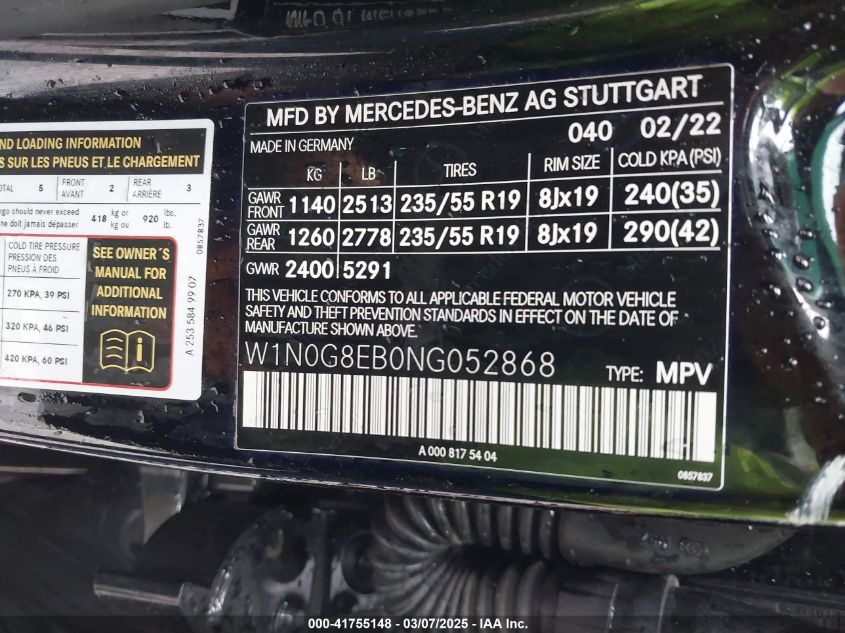 MFD BY MERCEDES-BENZ AG STUTTGART
MADE IN GERMANY 040 02/22
KG LB TIRES RIM SIZE COLD KPA(PSI)
GAWR FRONT 1140 2513 235/55 R19 8Jx19 240(35)
GAWR REAR 1260 2778 235/55 R19 8Jx19 290(42)
GWR 2400 5291
THIS VEHICLE CONFORMS TO ALL APPLICABLE FEDERAL MOTOR VEHICLE
SAFETY AND THEFT PREVENTION STANDARDS IN EFFECT ON THE DATE OF
MANUFACTURE SHOWN ABOVE.
W1N0G8EB0NG052868 TYPE: MPV
A 000 817 54 04
0857837
AND LOADING INFORMATION
S SUR LES PNEUS ET LE CHARGEMENT
5 FRONT AVANT 2 REAR ARRIÈRE 3
should never exceed 418 kg or 920 lbs.
ne doit jamais dépasser kg ou lb.
COLD TIRE PRESSURE
PRESSION DES
PNEUS À FROID
270 KPA, 39 PSI
320 KPA, 46 PSI
420 KPA, 60 PSI
SEE OWNER´S
MANUAL FOR
ADDITIONAL
INFORMATION
A 253 584 99 07
0857837
000-41755148 - 03/07/2025 - IAA Inc.